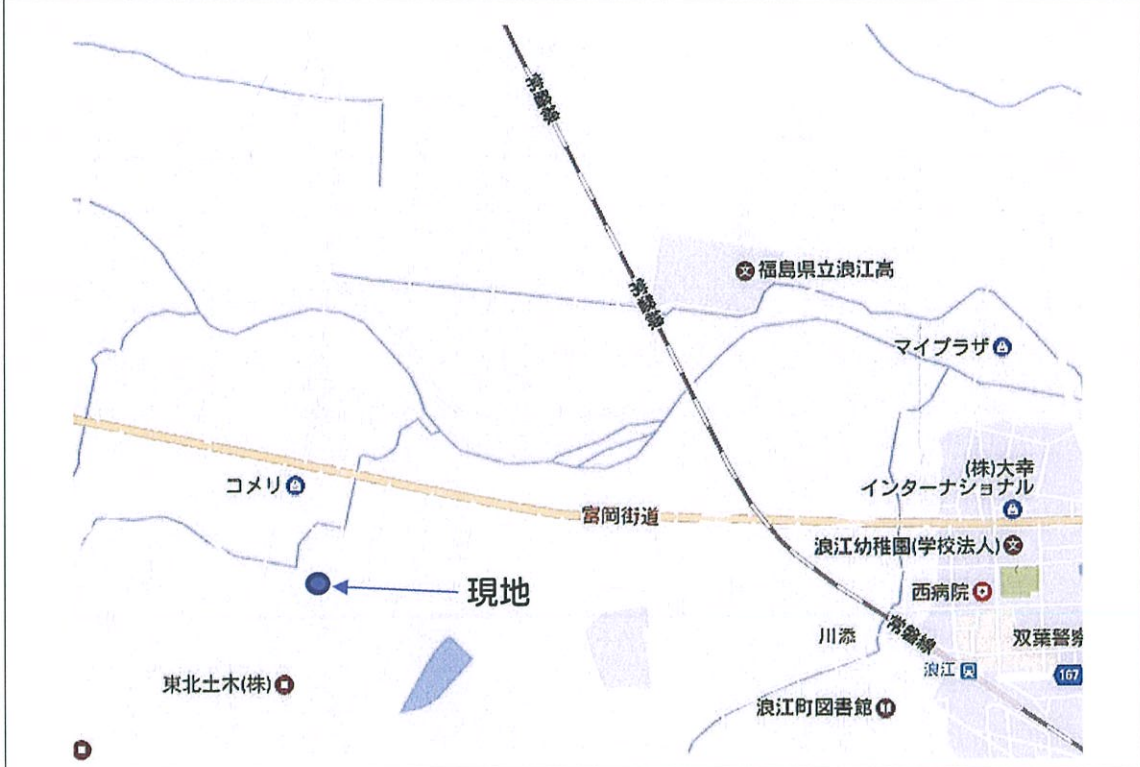 常磐線
福島県立浪江高
常磐線
マイプラザ
(株)大幸
インターナショナル
コメリ
富岡街道
浪江幼稚園(学校法人)
西病院
現地
川添
常磐線
双葉警察
浪江
167
東北土木(株)
浪江町図書館